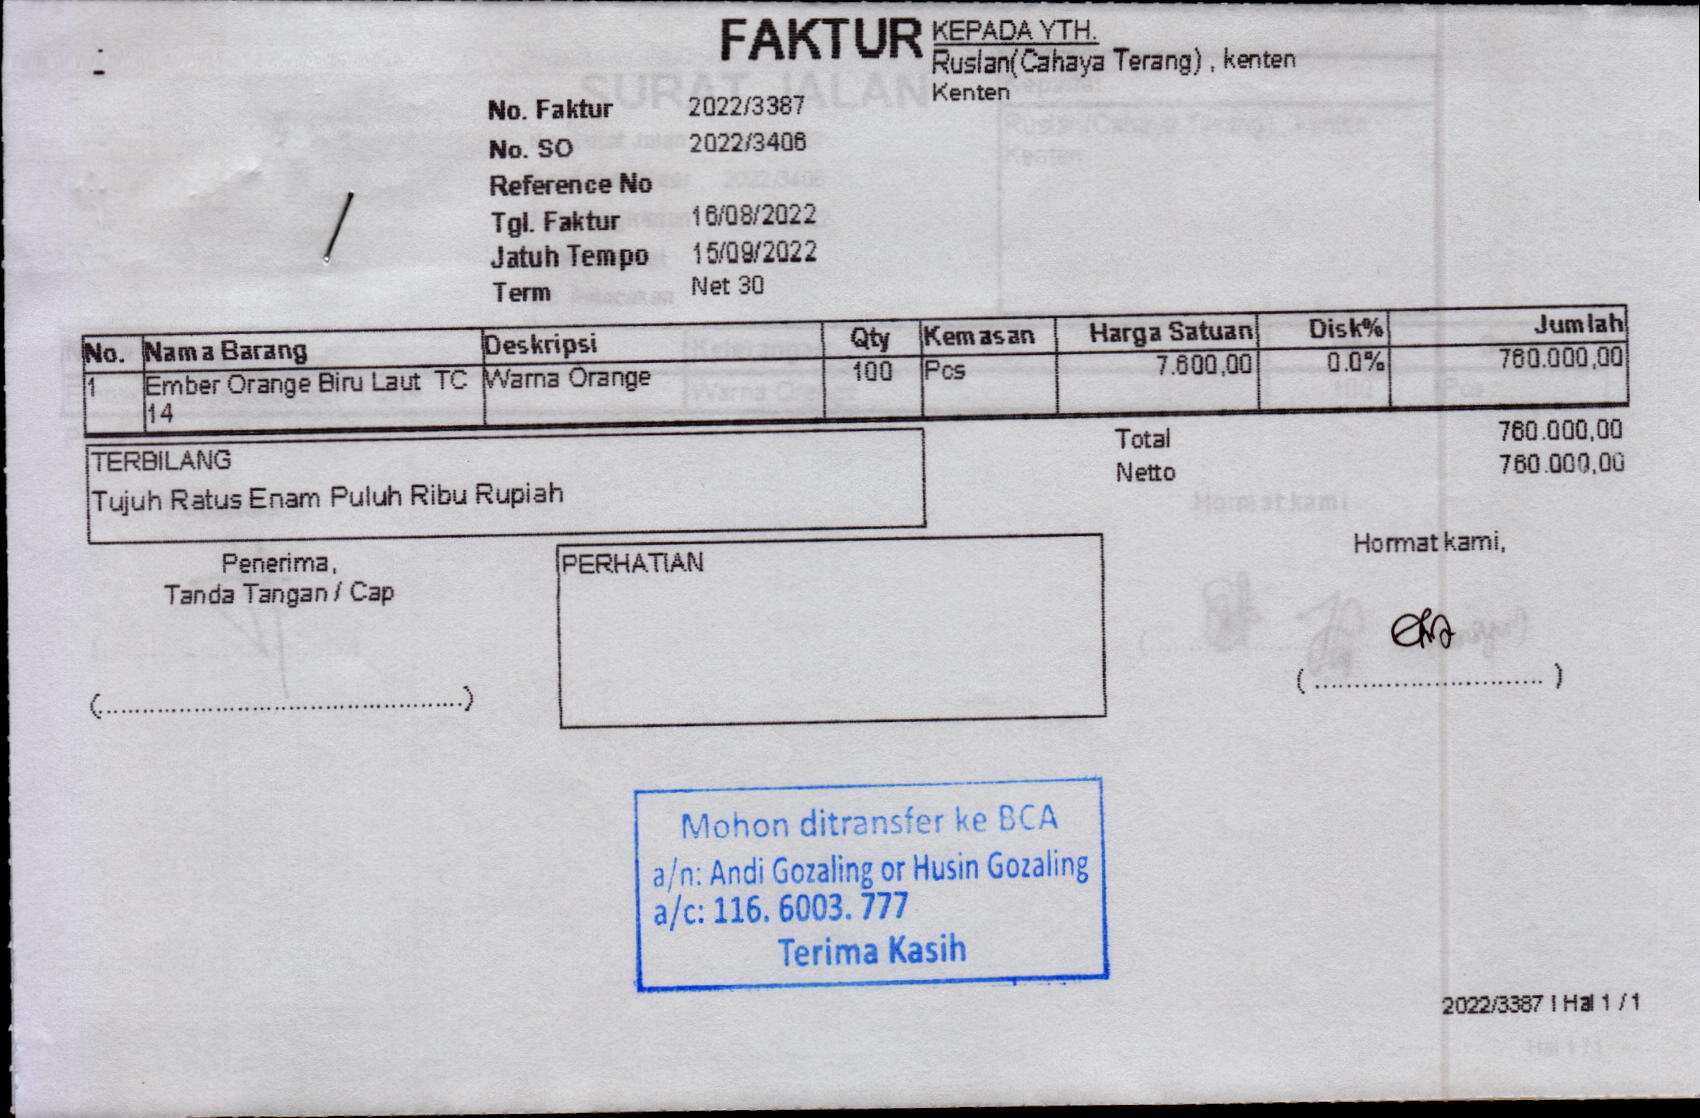 FAKTUR
KEPADA YTH.
Ruslan(Cahaya Terang) , kenten
Kenten
No. Faktur 2022/3387
No. SO 2022/3406
Reference No
Tgl. Faktur 16/08/2022
Jatuh Tempo 15/09/2022
Term Net 30
No. Nama Barang Deskripsi Qty Kemasan Harga Satuan Disk% Jumlah
1 Ember Orange Biru Laut TC 14 Warna Orange 100 Pcs 7.600,00 0.0% 760.000,00
Total 760.000,00
Netto 760.000,00
TERBILANG
Tujuh Ratus Enam Puluh Ribu Rupiah
Penerima,
Tanda Tangan / Cap
(...............................................)
PERHATIAN
Hormat kami,
( ............................. )
Mohon ditransfer ke BCA
a/n: Andi Gozaling or Husin Gozaling
a/c: 116. 6003. 777
Terima Kasih
2022/3387 | Hal 1 / 1